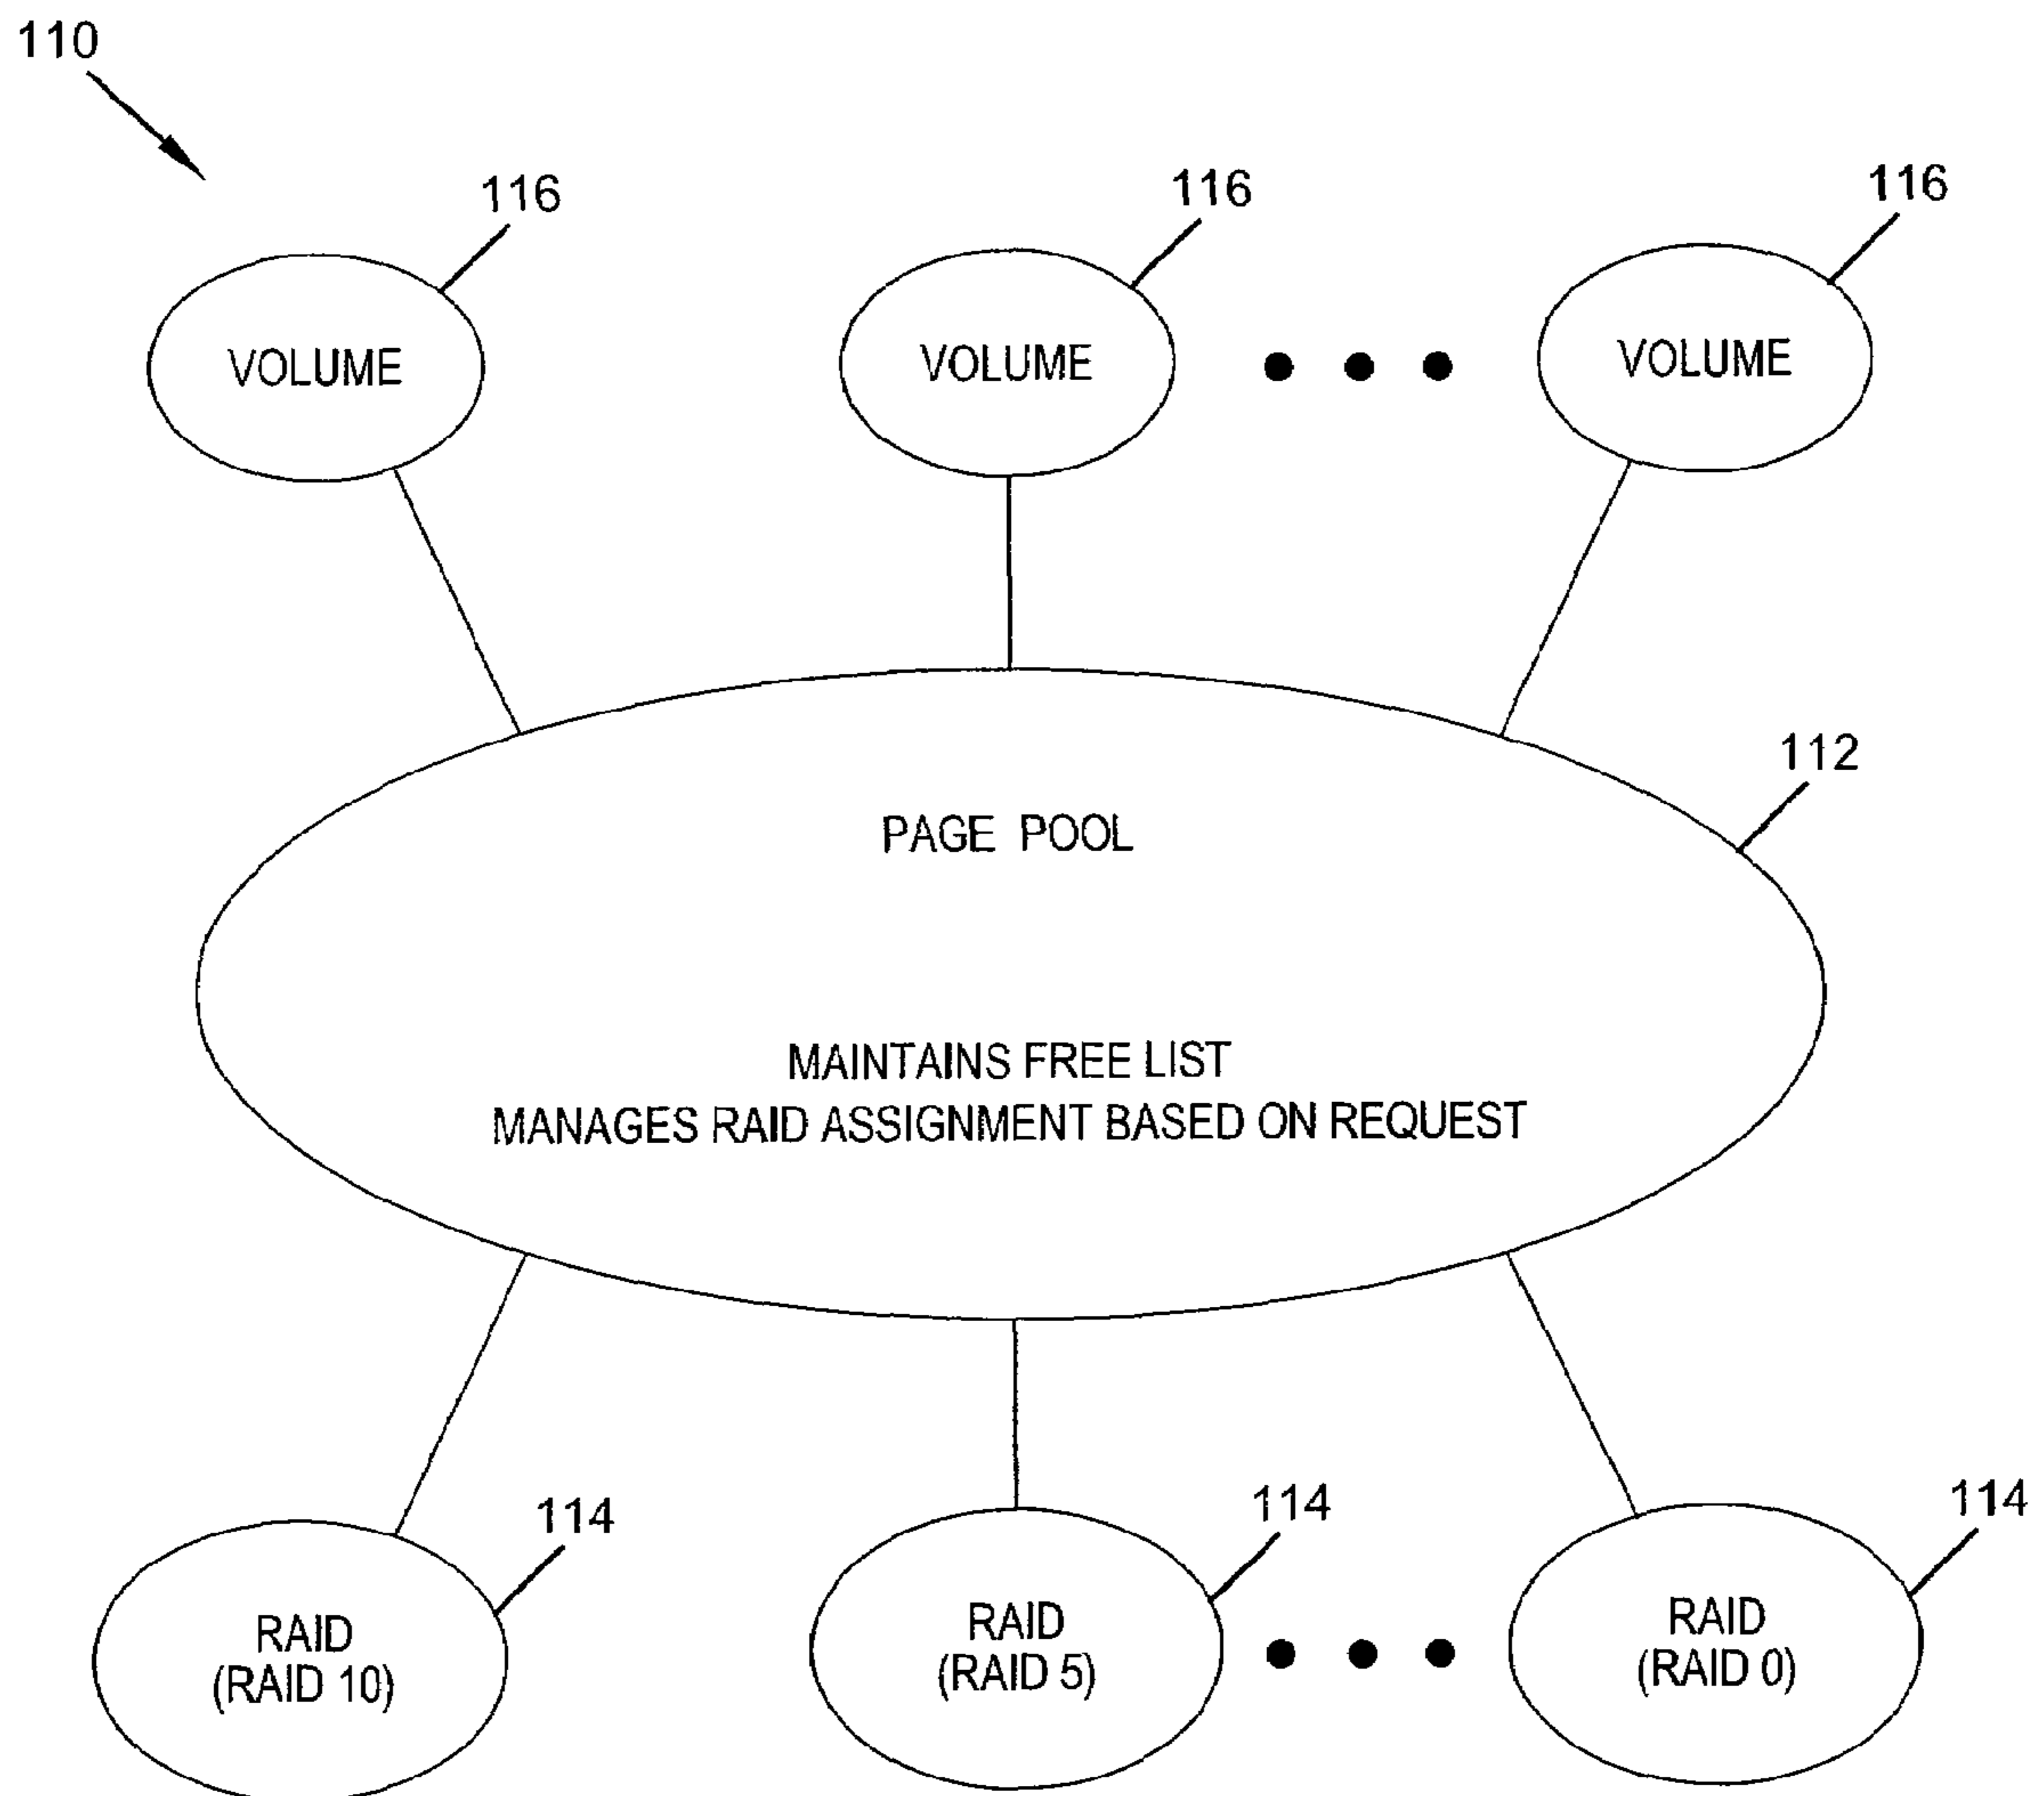 110
116
116
116
VOLUME
VOLUME
VOLUME
112
PAGE POOL
MAINTAINS FREE LIST
MANAGES RAID ASSIGNMENT BASED ON REQUEST
114
114
114
RAID
(RAID 10)
RAID
(RAID 5)
RAID
(RAID 0)